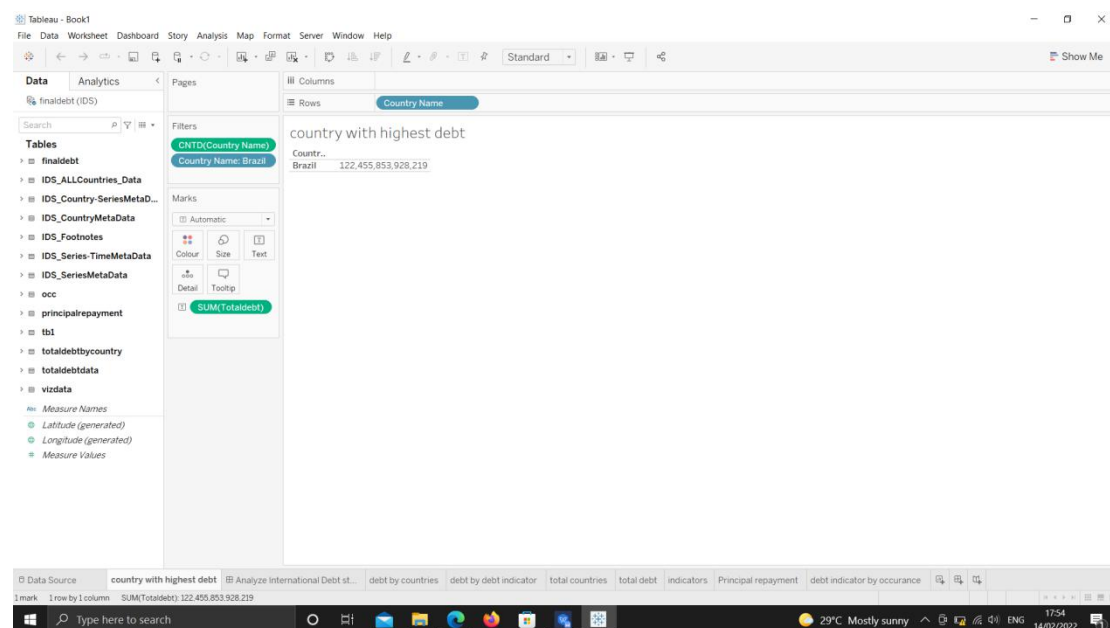 Tableau - Book1
File Data Worksheet Dashboard Story Analysis Map Format Server Window Help
Standard
Show Me
Data Analytics
finaldebt (IDS)
Search
Tables
finaldebt
IDS_ALLCountries_Data
IDS_Country-SeriesMetaD...
IDS_CountryMetaData
IDS_Footnotes
IDS_Series-TimeMetaData
IDS_SeriesMetaData
occ
principalrepayment
tb1
totaldebtbycountry
totaldebtdata
vizdata
Abc Measure Names
Latitude (generated)
Longitude (generated)
# Measure Values
Pages
Filters
CNTD(Country Name)
Country Name: Brazil
Marks
Automatic
Colour Size Text
Detail Tooltip
SUM(Totaldebt)
Columns
Rows Country Name
country with highest debt
Countr..
Brazil 122,455,853,928,219
Data Source country with highest debt Analyze International Debt st... debt by countries debt by debt indicator total countries total debt indicators Principal repayment debt indicator by occurance
1 mark 1 row by 1 column SUM(Totaldebt): 122,455,853,928,219
Type here to search
29°C Mostly sunny ENG
17:54
14/02/2022